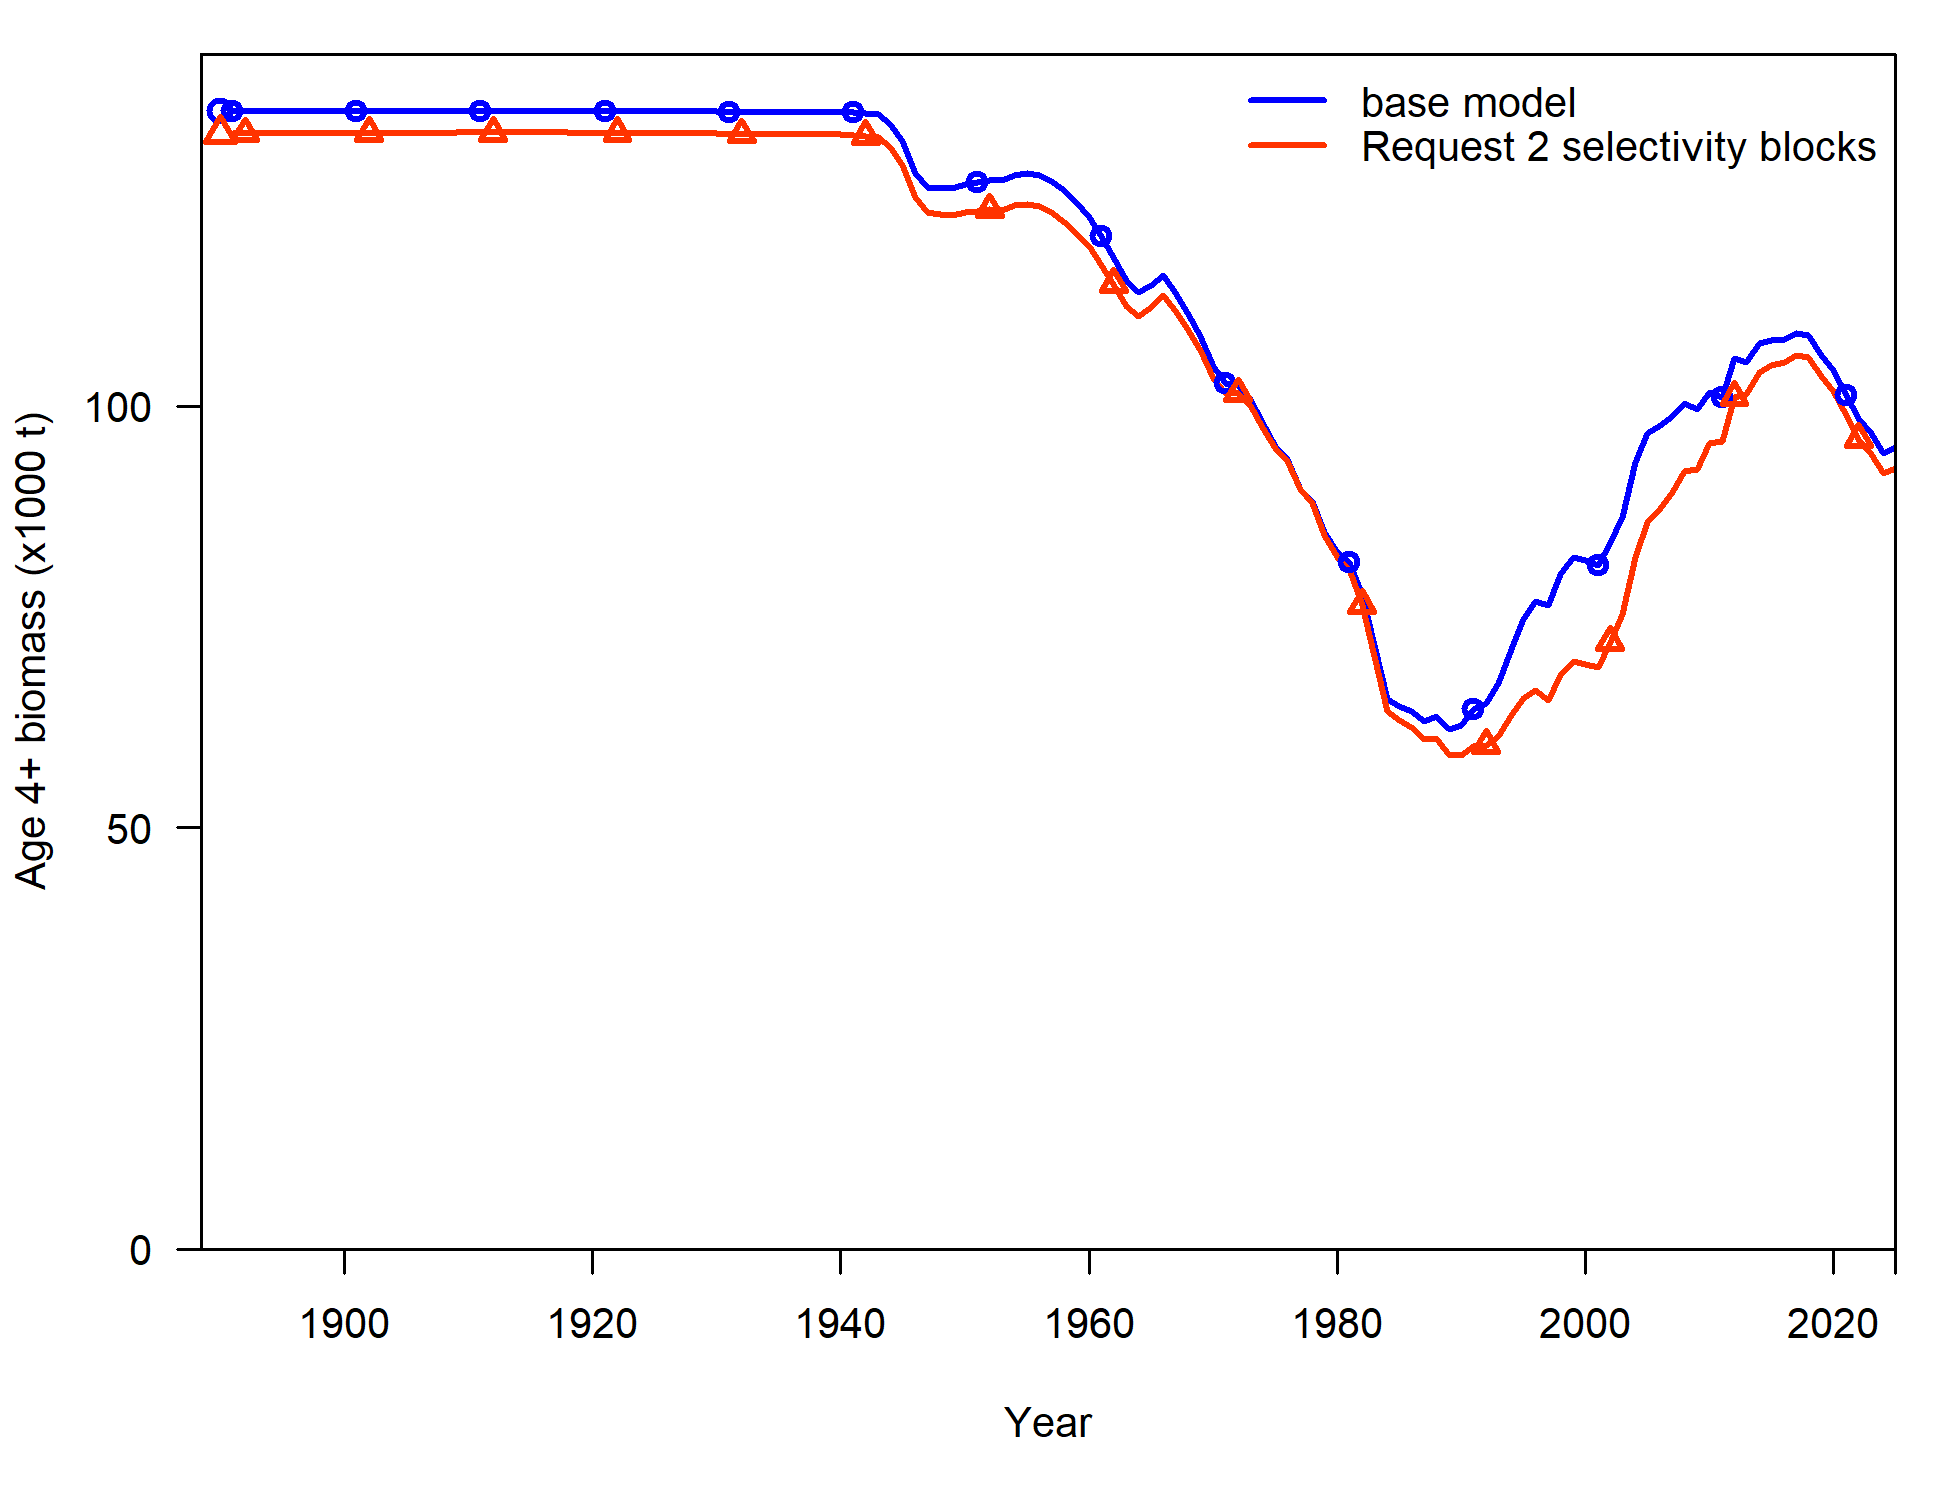 base model
Request 2 selectivity blocks
Age 4+ biomass (x1000 t)
100
50
0
1900 1920 1940 1960 1980 2000 2020
Year